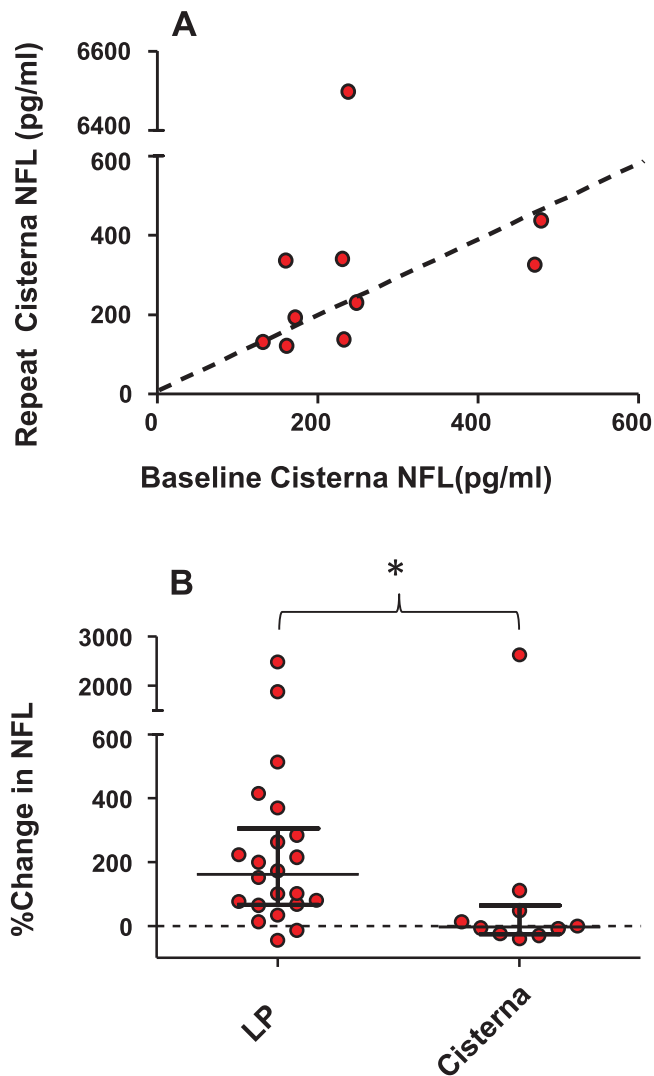 A
Repeat Cisterna NFL (pg/ml)
6600
6400
600
400
200
0
0 200 400 600
Baseline Cisterna NFL(pg/ml)
B
*
%Change in NFL
3000
2000
600
400
200
0
LP Cisterna